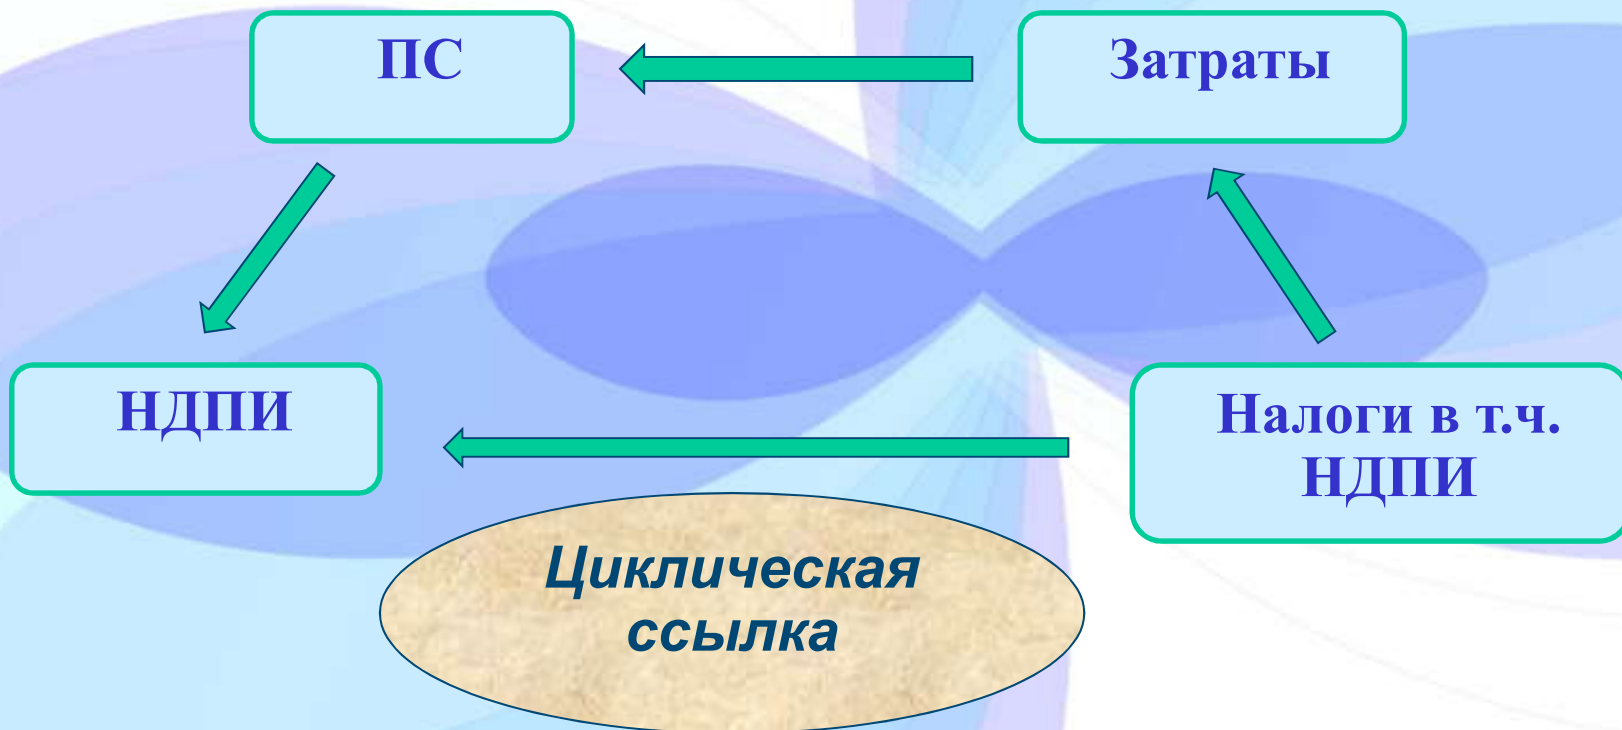 ПС
Затраты
НДПИ
Налоги в т.ч.
НДПИ
Циклическая
ссылка